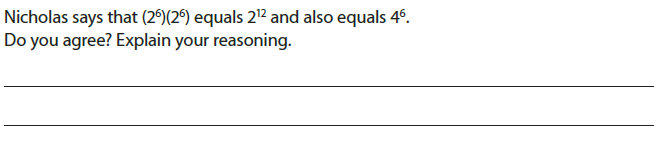 Nicholas says that (2⁶)(2⁶) equals 2¹² and also equals 4⁶.
Do you agree? Explain your reasoning.